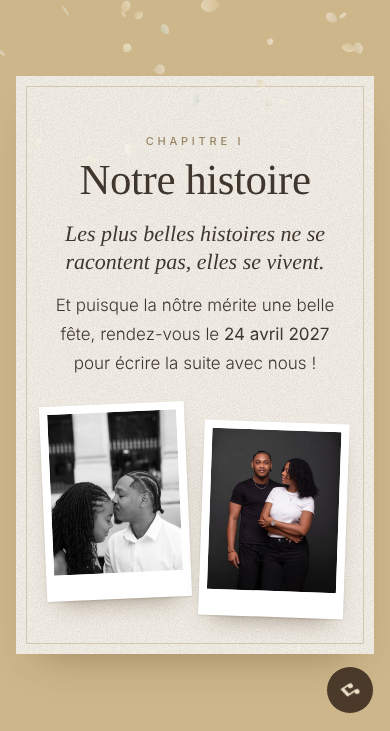 CHAPITRE I
Notre histoire
Les plus belles histoires ne se
racontent pas, elles se vivent.
Et puisque la nôtre mérite une belle
fête, rendez-vous le 24 avril 2027
pour écrire la suite avec nous !